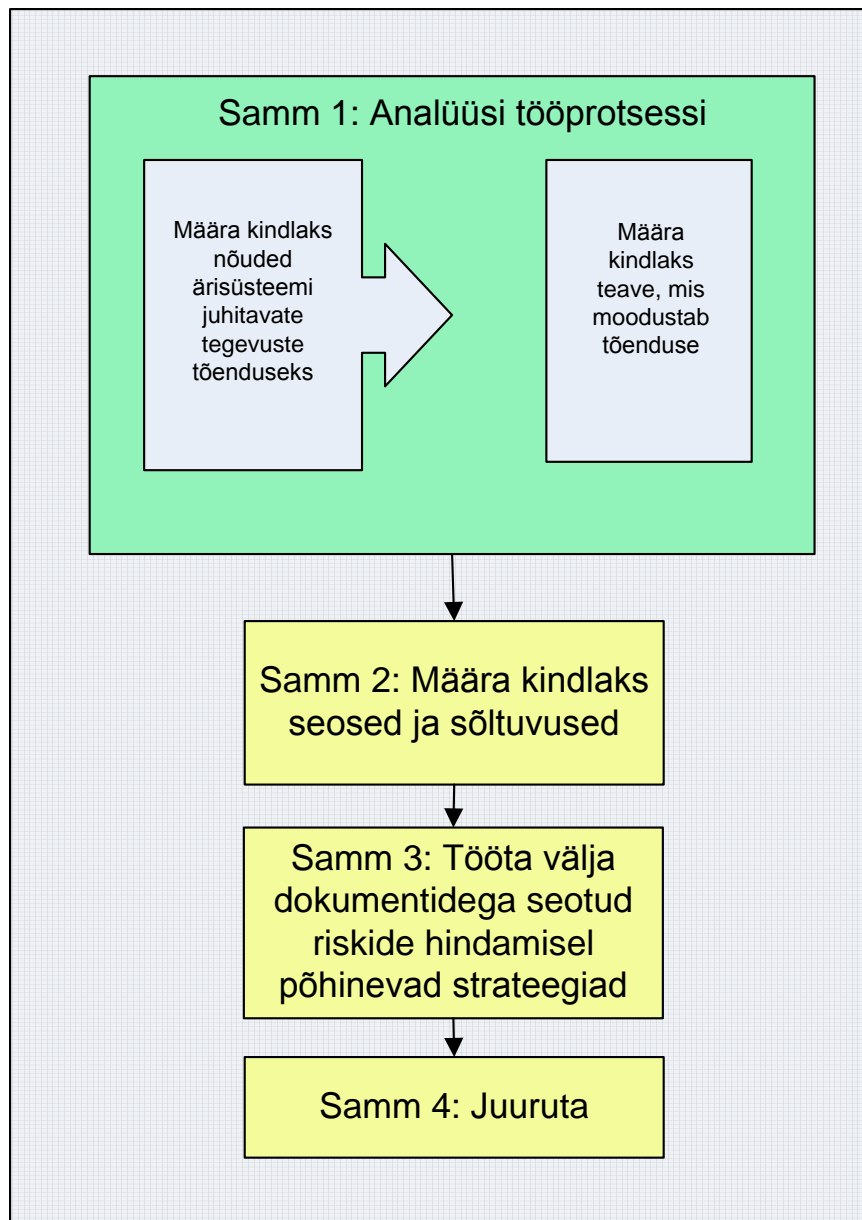 Samm 1: Analüüsi tööprotsessi
Määra kindlaks
nõuded
ärisüsteemi
juhitavate
tegevuste
tõenduseks
Määra
kindlaks
teave, mis
moodustab
tõenduse
Samm 2: Määra kindlaks
seosed ja sõltuvused
Samm 3: Tööta välja
dokumentidega seotud
riskide hindamisel
põhinevad strateegiad
Samm 4: Juuruta